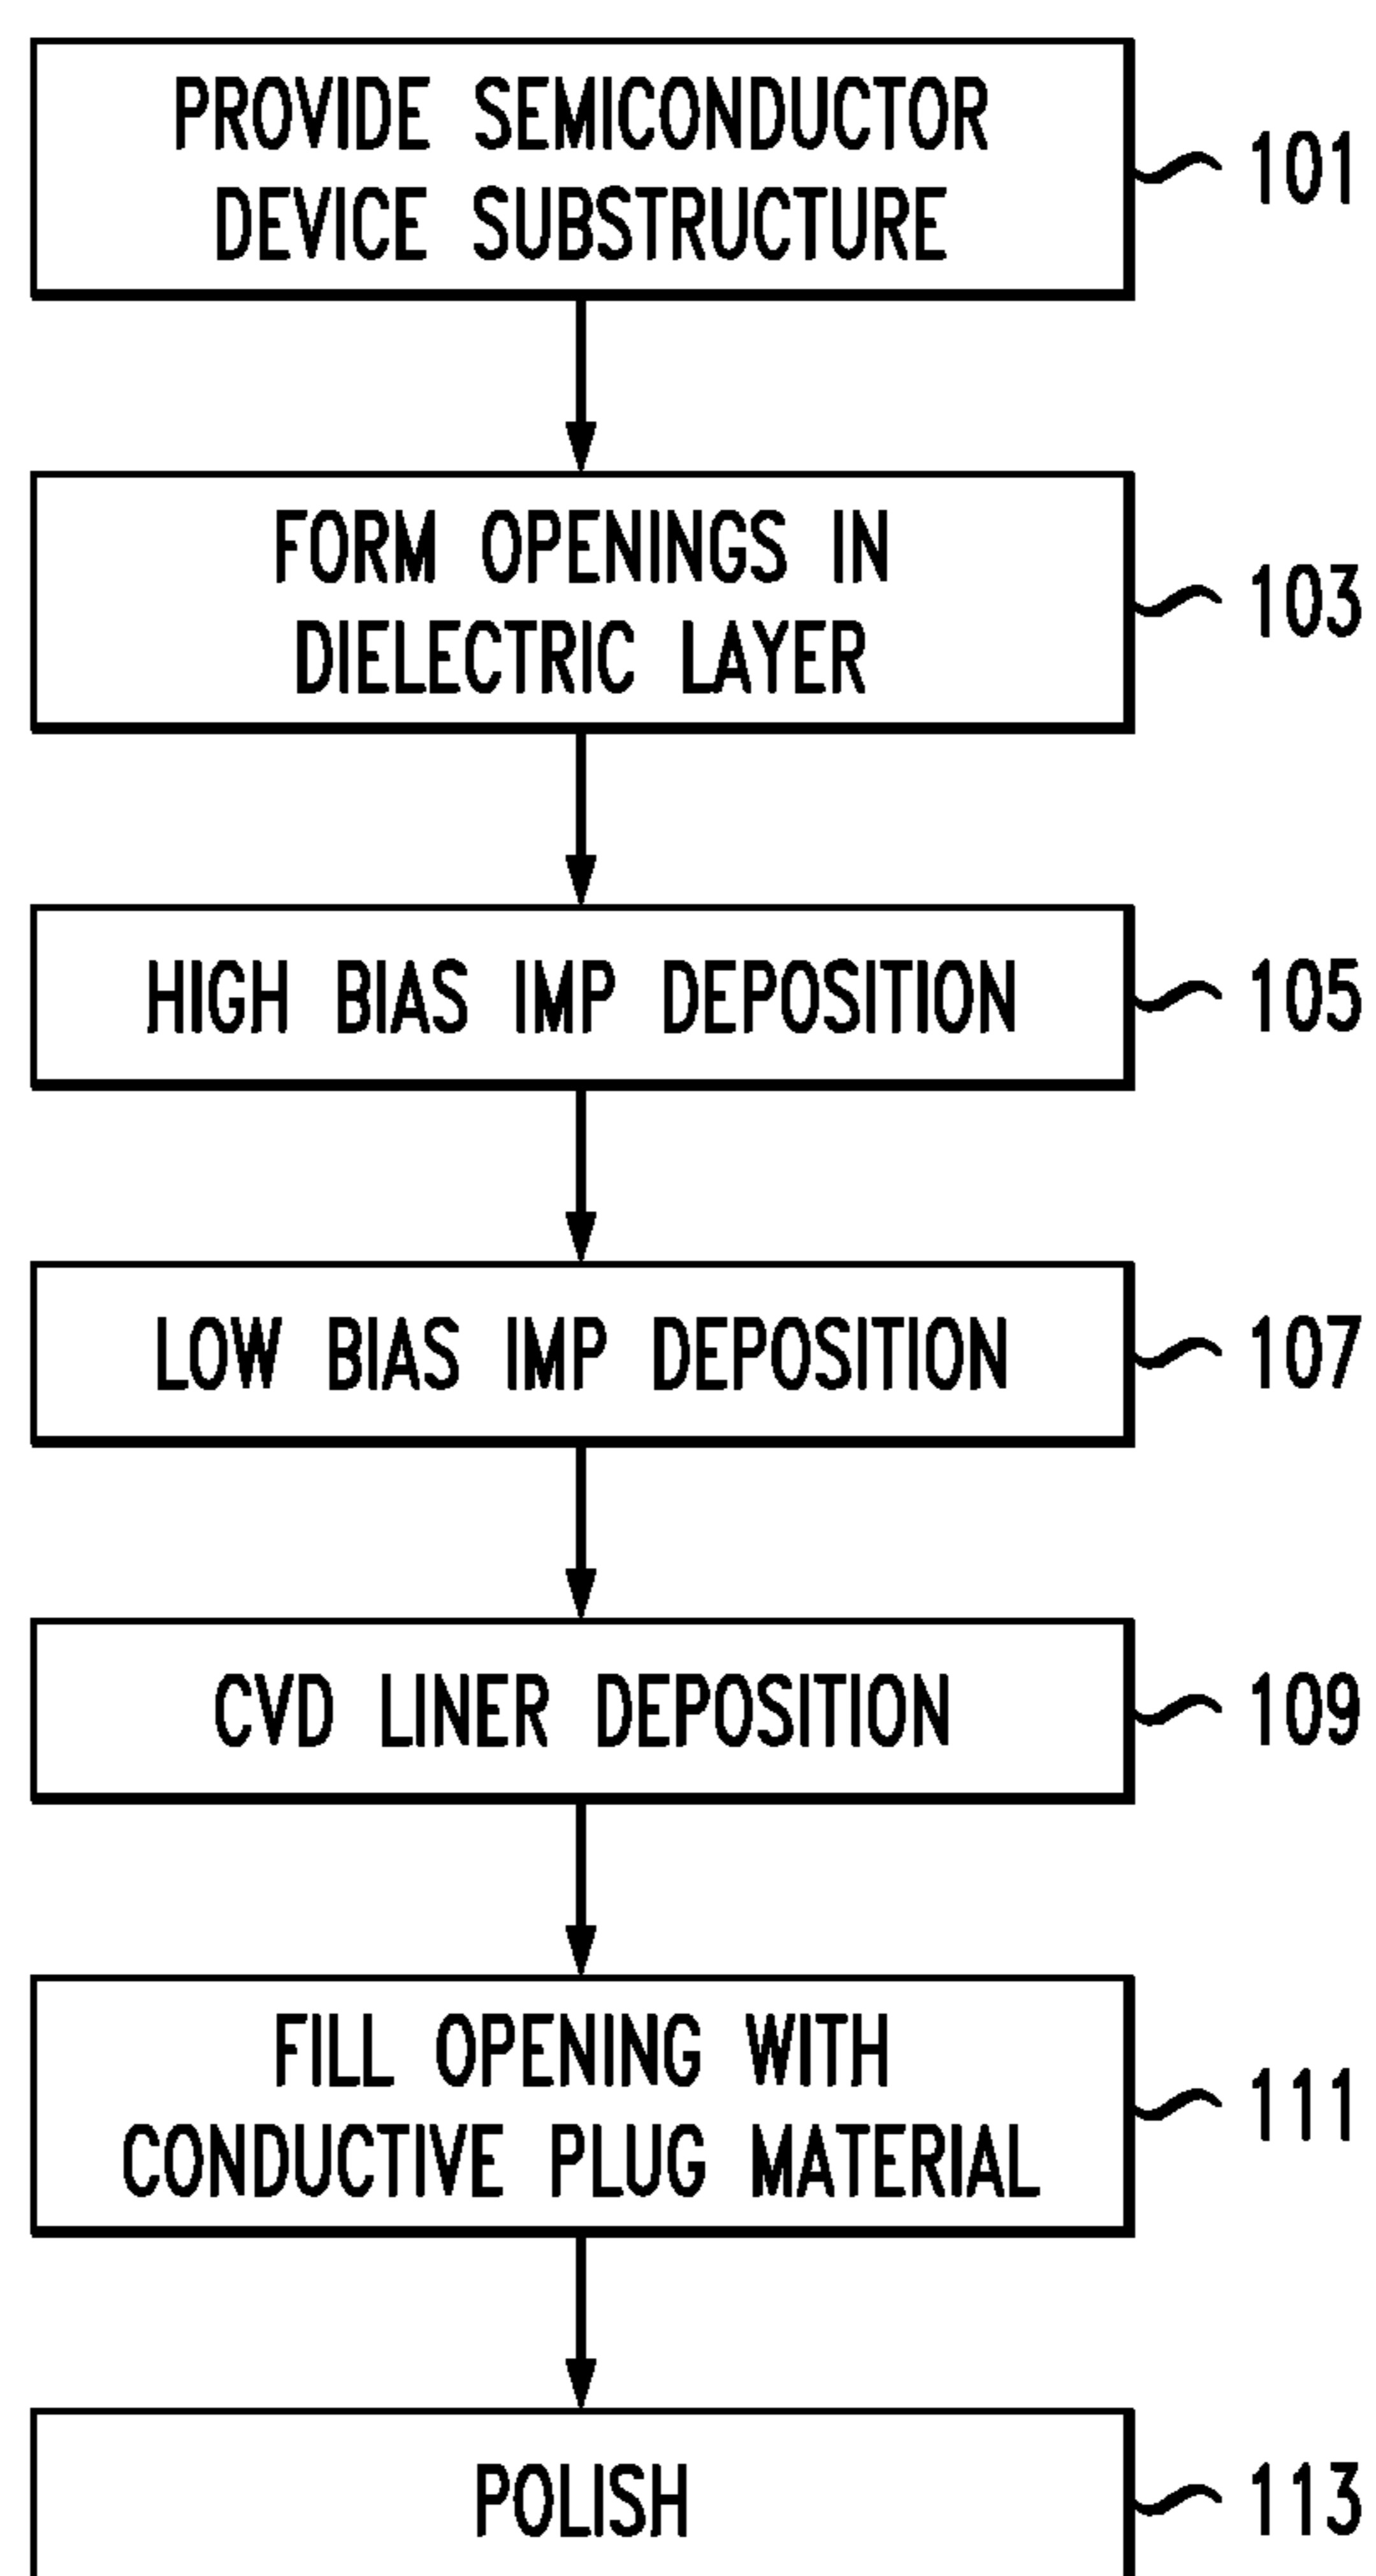 PROVIDE SEMICONDUCTOR
DEVICE SUBSTRUCTURE
101
FORM OPENINGS IN
DIELECTRIC LAYER
103
HIGH BIAS IMP DEPOSITION
105
LOW BIAS IMP DEPOSITION
107
CVD LINER DEPOSITION
109
FILL OPENING WITH
CONDUCTIVE PLUG MATERIAL
111
POLISH
113